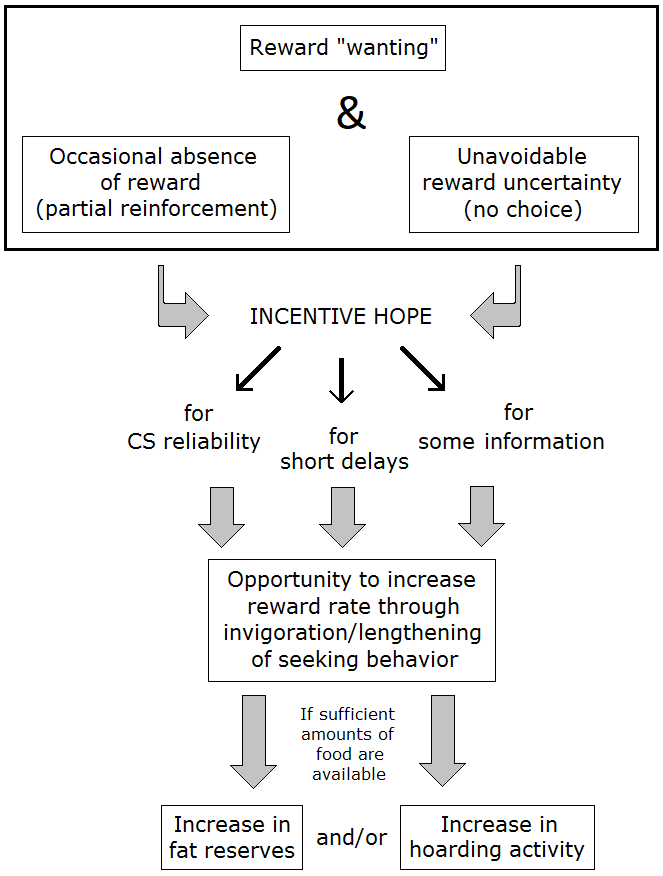 Reward "wanting"
&
Occasional absence
of reward
(partial reinforcement)
Unavoidable
reward uncertainty
(no choice)
INCENTIVE HOPE
for
CS reliability
for
short delays
for
some information
Opportunity to increase
reward rate through
invigoration/lengthening
of seeking behavior
If sufficient
amounts of
food are
available
Increase in
fat reserves
and/or
Increase in
hoarding activity